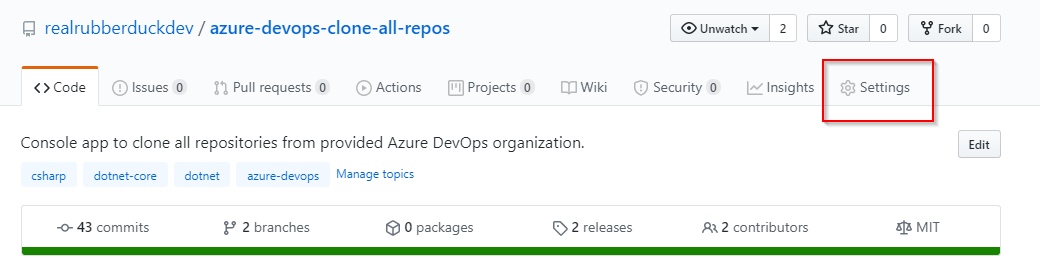 realrubberduckdev / azure-devops-clone-all-repos Unwatch 2 Star 0 Fork 0
Code Issues 0 Pull requests 0 Actions Projects 0 Wiki Security 0 Insights Settings
Console app to clone all repositories from provided Azure DevOps organization. Edit
csharp dotnet-core dotnet azure-devops Manage topics
43 commits 2 branches 0 packages 2 releases 2 contributors MIT